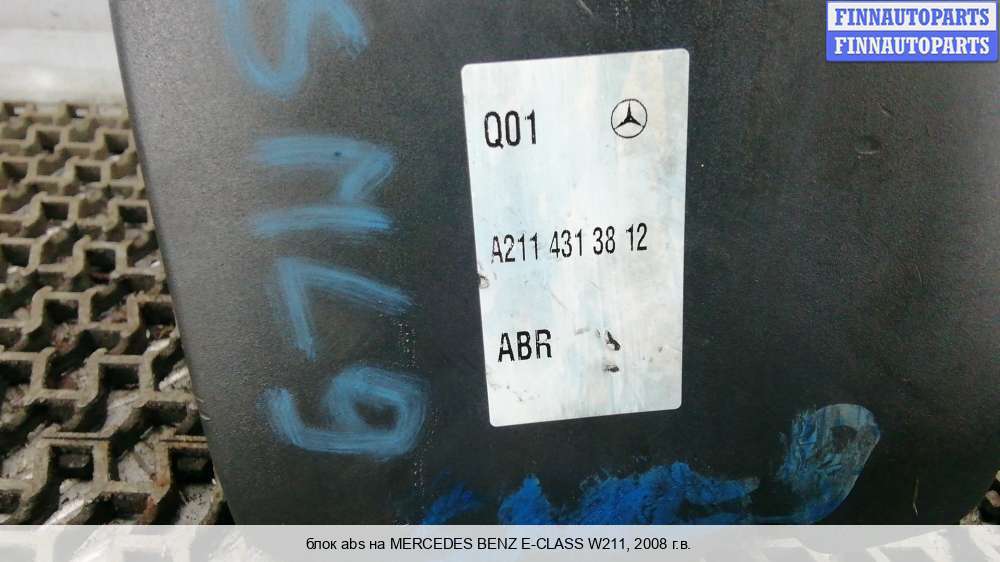 FINNAUTOPARTS
FINNAUTOPARTS
Q01
A211 431 38 12
ABR
блок abs на MERCEDES BENZ E-CLASS W211, 2008 г.в.